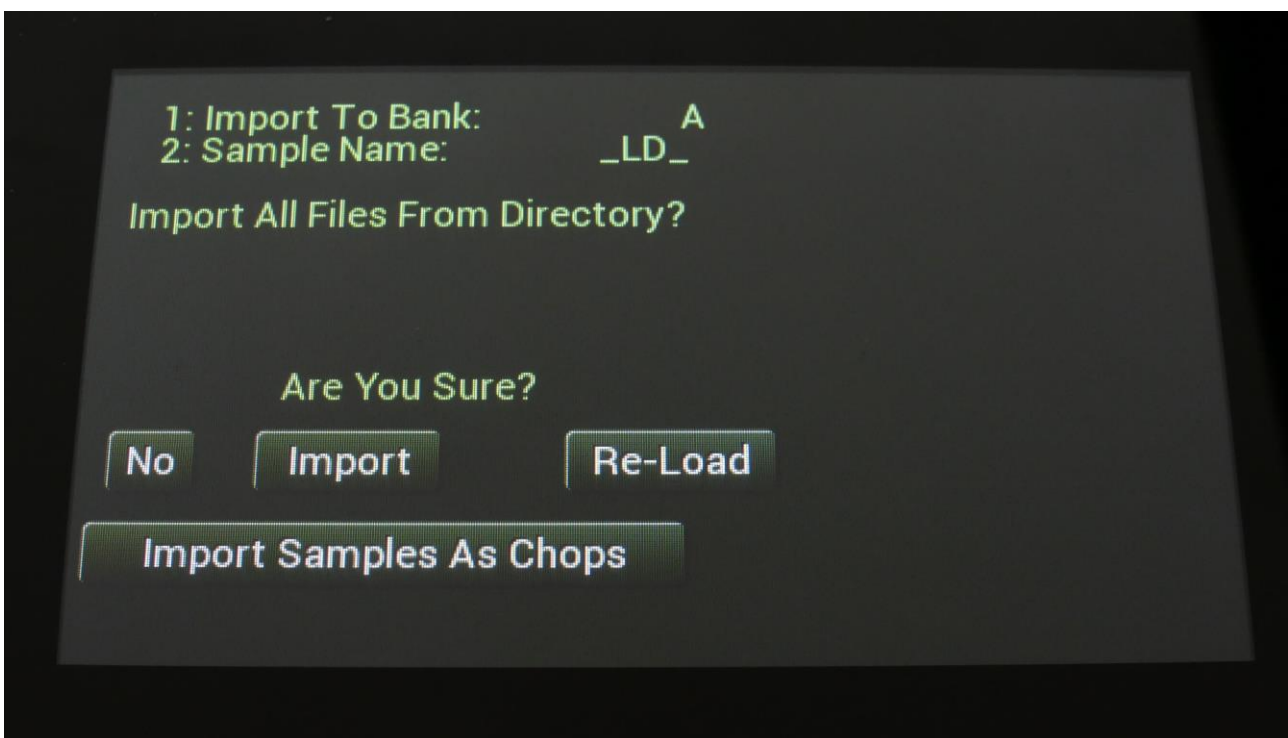 1: Import To Bank: A
2: Sample Name: _LD_
Import All Files From Directory?
Are You Sure?
No Import Re-Load
Import Samples As Chops